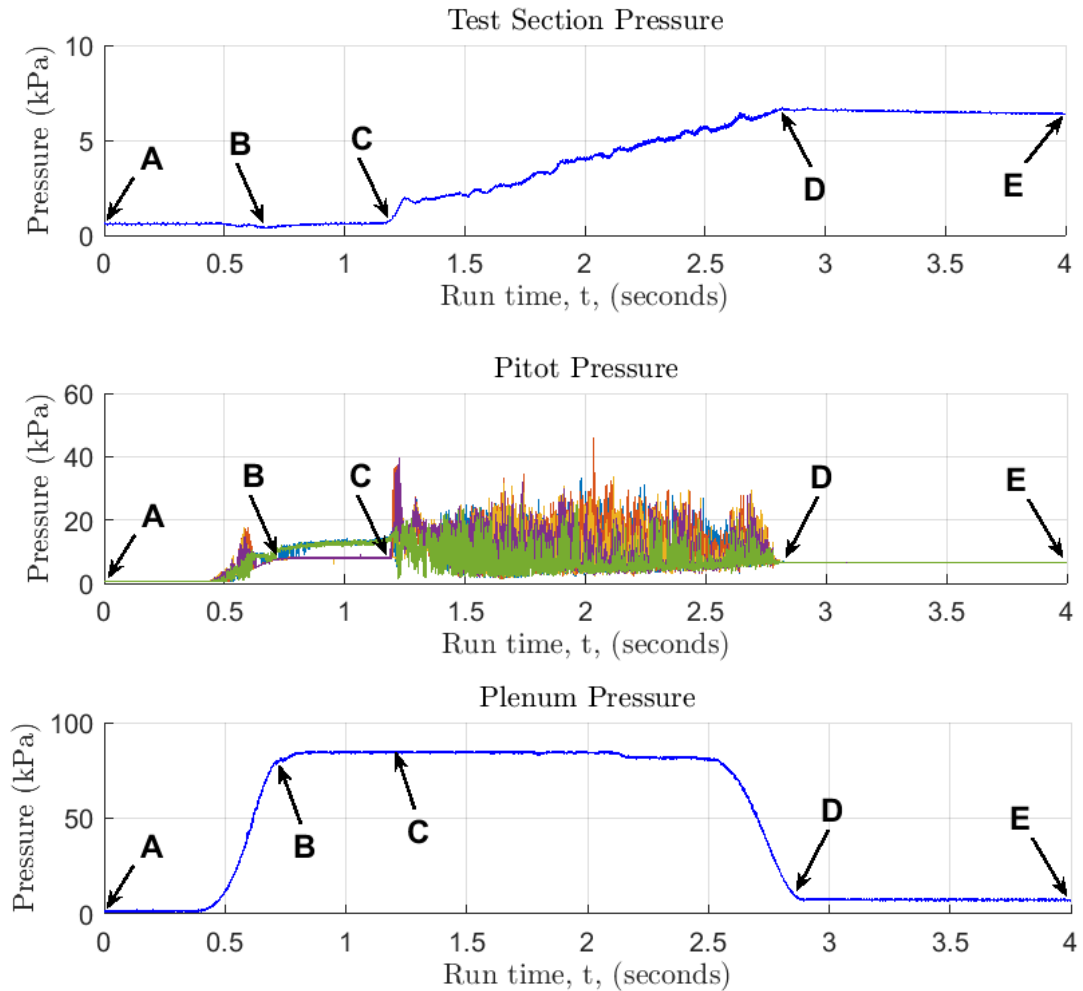 Test Section Pressure
Pressure (kPa)
10
5
0
A
B
C
D
E
0 0.5 1 1.5 2 2.5 3 3.5 4
Run time, t, (seconds)
Pitot Pressure
Pressure (kPa)
60
40
20
0
A
B
C
D
E
0 0.5 1 1.5 2 2.5 3 3.5 4
Run time, t, (seconds)
Plenum Pressure
Pressure (kPa)
100
50
0
A
B
C
D
E
0 0.5 1 1.5 2 2.5 3 3.5 4
Run time, t, (seconds)